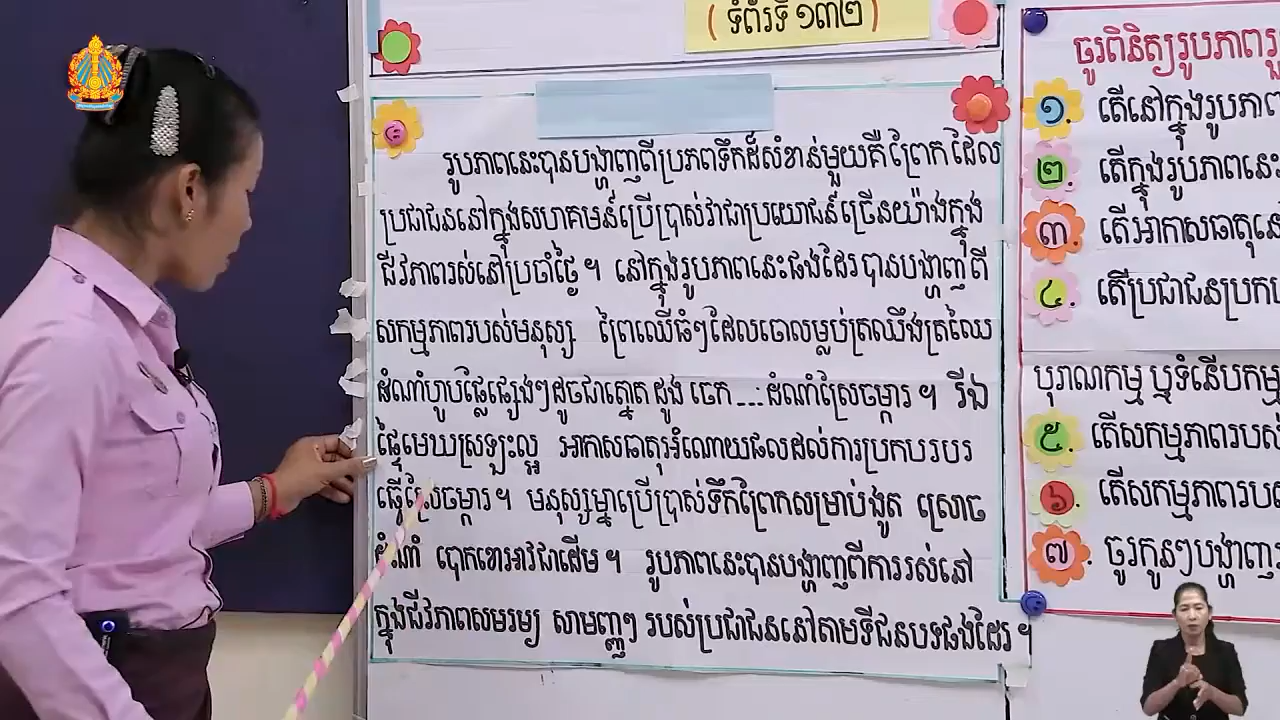 ( ទំព័រទី ១៣២ )
រូបភាពនេះបានបង្ហាញពីប្រភពទឹកដ៏សំខាន់មួយគឺ ព្រែក ដែល
ប្រជាជននៅក្នុងសហគមន៍ប្រើប្រាស់វាជាប្រយោជន៍ច្រើនយ៉ាងក្នុង
ជីវភាពរស់នៅប្រចាំថ្ងៃ ។ នៅក្នុងរូបភាពនេះផងដែរ បានបង្ហាញ ពី
សកម្មភាពរបស់មនុស្ស ព្រៃឈើធំៗដែលចោលម្លប់ត្រឈឹងត្រឈៃ
ដំណាំហូបផ្លែផ្សេងៗ ដូចជាត្នោត ដូង ចេក ... ដំណាំស្រែចម្ការ ។ រីឯ
ផ្ទៃមេឃស្រឡះល្អ អាកាសធាតុអំណោយផលដល់ការប្រកបរបរ
ធ្វើស្រែចម្ការ ។ មនុស្សម្នាប្រើប្រាស់ទឹកព្រែកសម្រាប់ងូត ស្រោច
ដំណាំ បោកខោអាវជាដើម ។ រូបភាពនេះបានបង្ហាញពីការរស់នៅ
ក្នុងជីវភាពសមរម្យ សាមញ្ញៗ របស់ប្រជាជននៅតាមទីជនបទផងដែរ ។
ចូរពិនិត្យរូបភាព
១. តើនៅក្នុងរូបភាព
២. តើក្នុងរូបភាពនេះ
៣. តើអាកាសធាតុនៅ
៤. តើប្រជាជនប្រកប
បុរាណកម្ម ឬទំនើបកម្ម
៥. តើសកម្មភាពរបស់
៦. តើសកម្មភាពរបស
៧. ចូរកូនៗបង្ហាញ